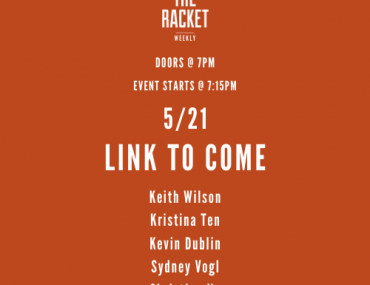 THE
RACKET
WEEKLY
DOORS @ 7PM
EVENT STARTS @ 7:15PM
5/21
LINK TO COME
Keith Wilson
Kristina Ten
Kevin Dublin
Sydney Vogl